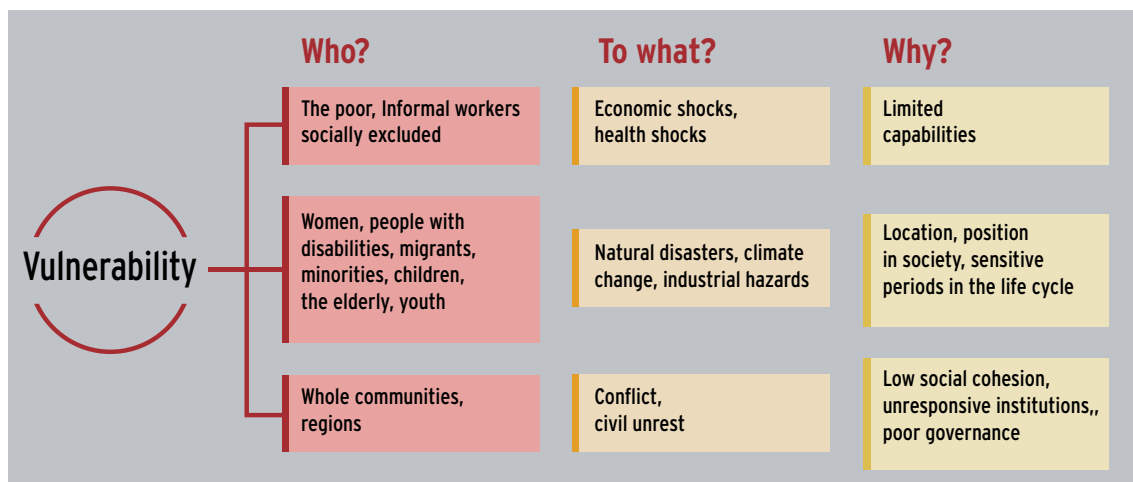 Who?
To what?
Why?
Vulnerability
The poor, Informal workers
socially excluded
Economic shocks,
health shocks
Limited
capabilities
Women, people with
disabilities, migrants,
minorities, children,
the elderly, youth
Natural disasters, climate
change, industrial hazards
Location, position
in society, sensitive
periods in the life cycle
Whole communities,
regions
Conflict,
civil unrest
Low social cohesion,
unresponsive institutions,,
poor governance